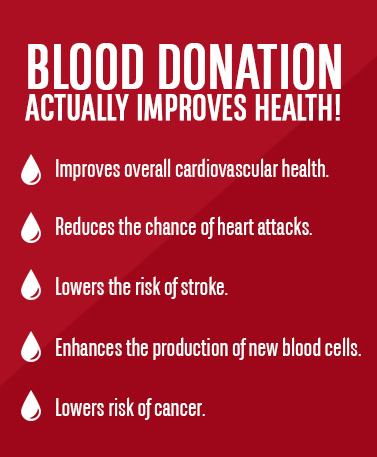 BLOOD DONATION
ACTUALLY IMPROVES HEALTH!
Improves overall cardiovascular health.
Reduces the chance of heart attacks.
Lowers the risk of stroke.
Enhances the production of new blood cells.
Lowers risk of cancer.